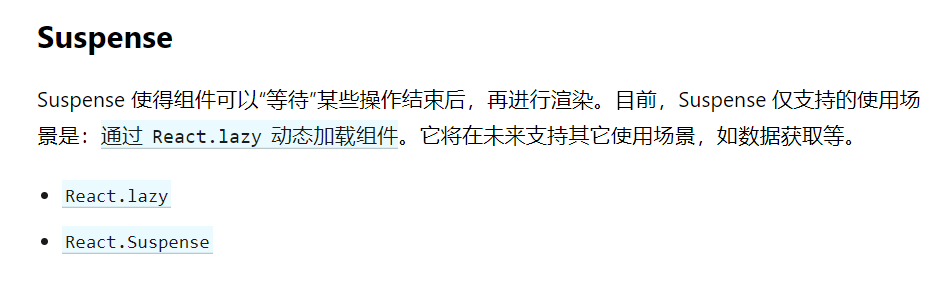 Suspense
Suspense 使得组件可以“等待”某些操作结束后，再进行渲染。目前，Suspense 仅支持的使用场
景是：通过 React.lazy 动态加载组件。它将在未来支持其它使用场景，如数据获取等。
• React.lazy
• React.Suspense